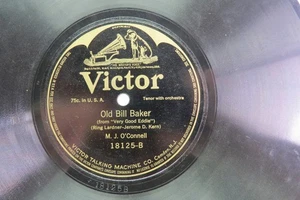 Victor
75c. in U.S.A.
Tenor with orchestra
Old Bill Baker
(from "Very Good Eddie")
(Ring Lardner-Jerome D. Kern)
M. J. O'Connell
18125-B
VICTOR TALKING MACHINE CO. Camden, N.J.
18125B